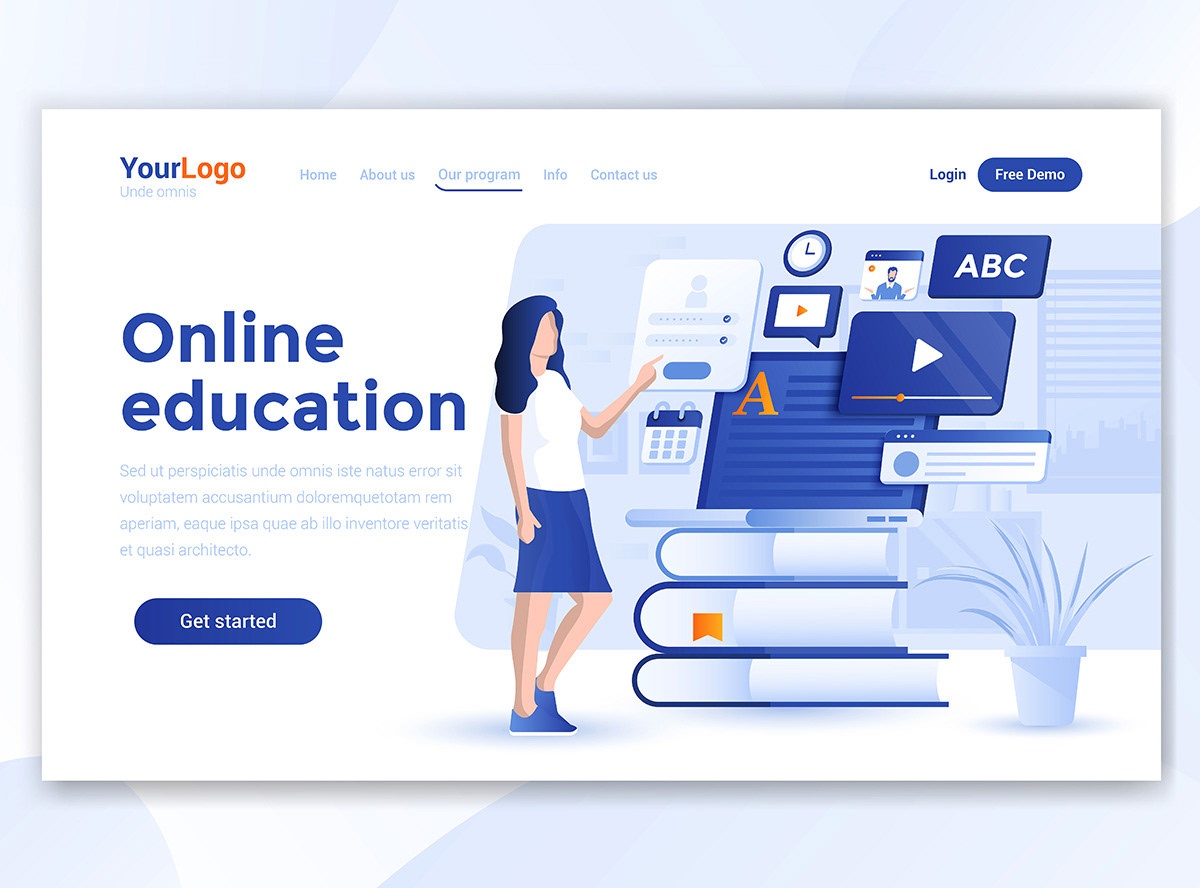 YourLogo
Unde omnis
Home About us Our program Info Contact us
Login Free Demo
Online
education
Sed ut perspiciatis unde omnis iste natus error sit
voluptatem accusantium doloremquetotam rem
aperiam, eaque ipsa quae ab illo inventore veritatis
et quasi architecto.
Get started
ABC
A